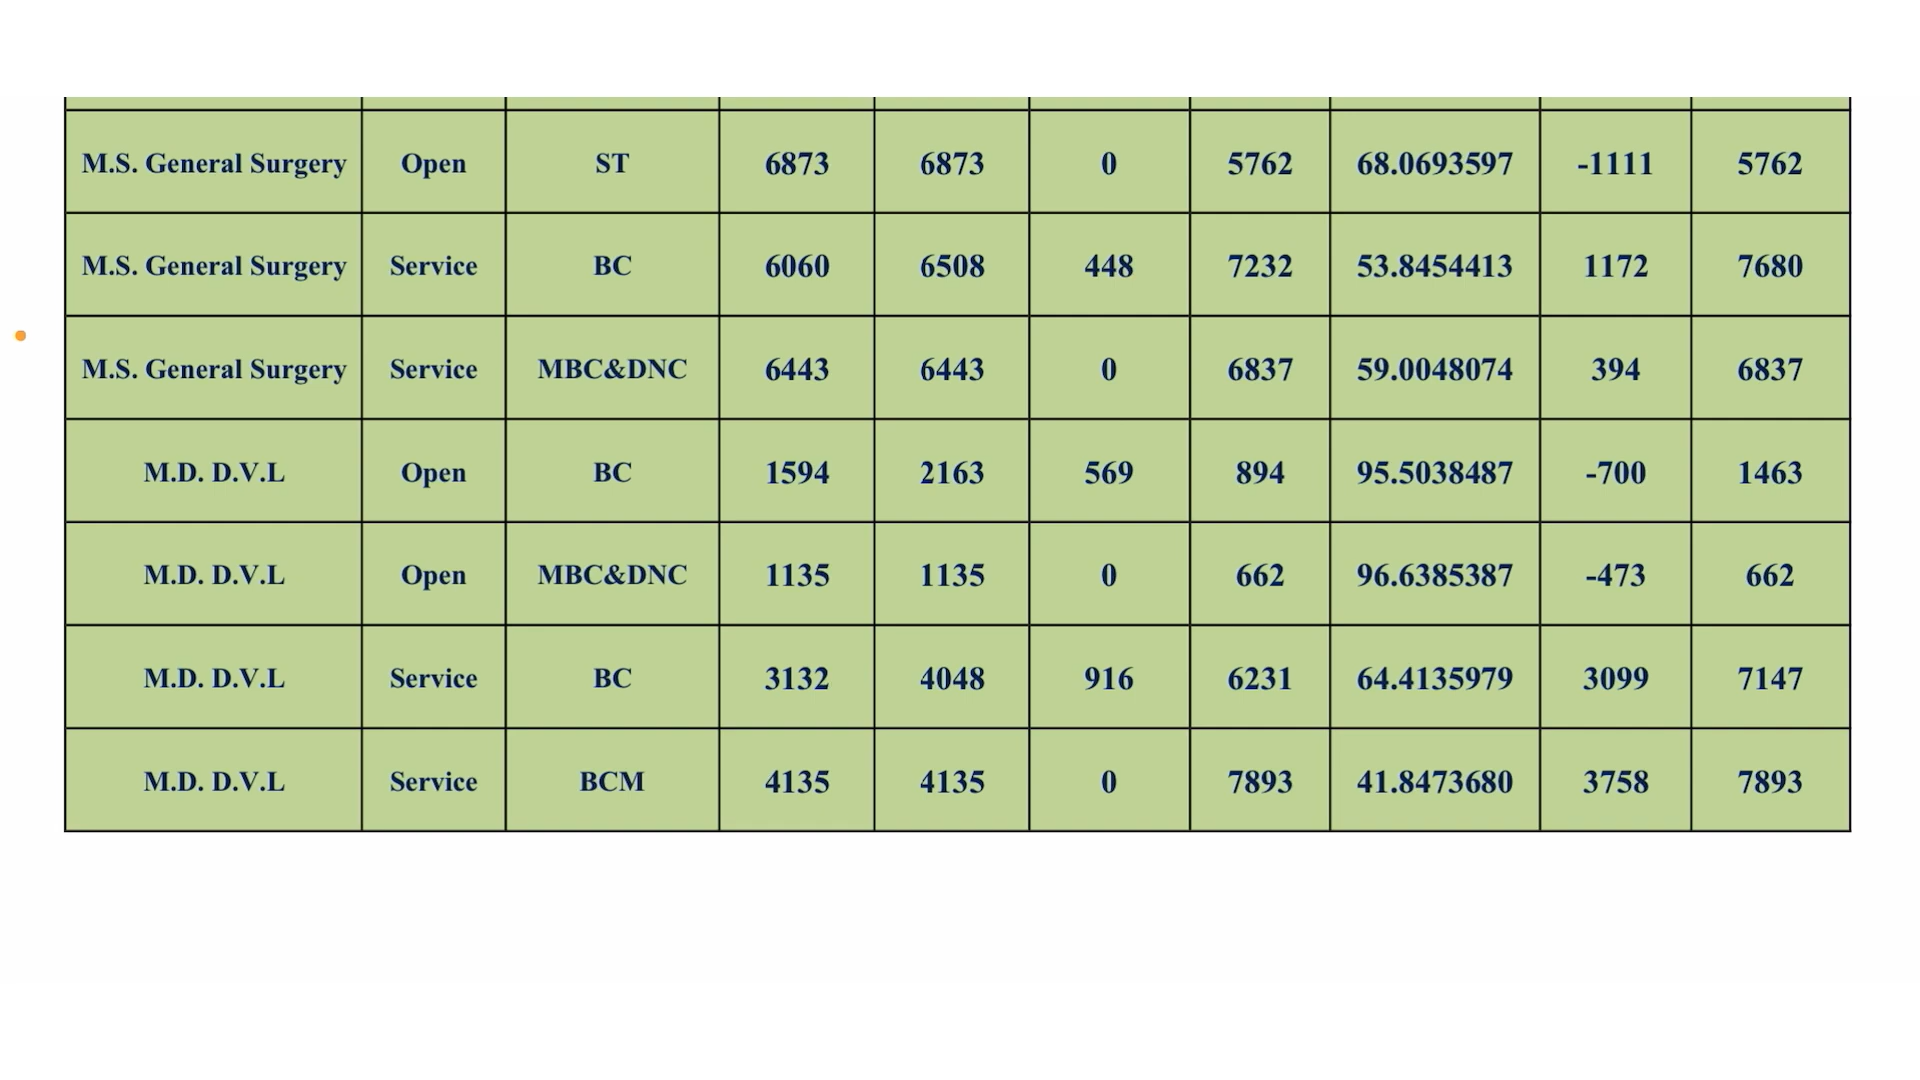 M.S. General Surgery Open ST 6873 6873 0 5762 68.0693597 -1111 5762
M.S. General Surgery Service BC 6060 6508 448 7232 53.8454413 1172 7680
M.S. General Surgery Service MBC&DNC 6443 6443 0 6837 59.0048074 394 6837
M.D. D.V.L Open BC 1594 2163 569 894 95.5038487 -700 1463
M.D. D.V.L Open MBC&DNC 1135 1135 0 662 96.6385387 -473 662
M.D. D.V.L Service BC 3132 4048 916 6231 64.4135979 3099 7147
M.D. D.V.L Service BCM 4135 4135 0 7893 41.8473680 3758 7893